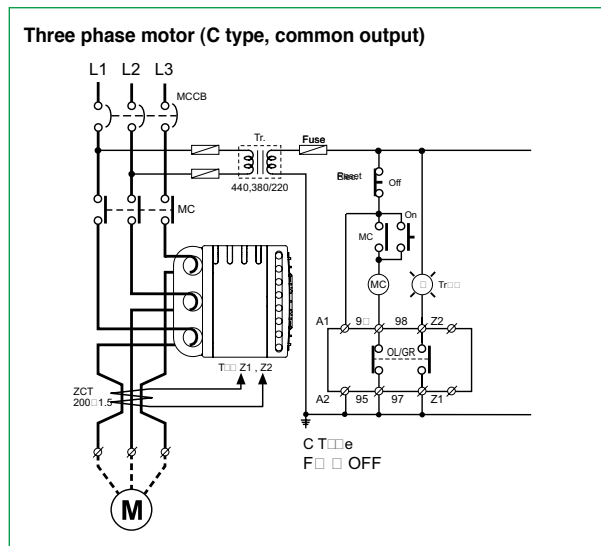 Three phase motor (C type, common output)
L1 L2 L3
MCCB
Tr.
Fuse
440,380/220
Off
On
MC
MC
MC
A1 98 Z2
OL/GR
A2 95 97 Z1
Z1 , Z2
ZCT
C
OFF
M